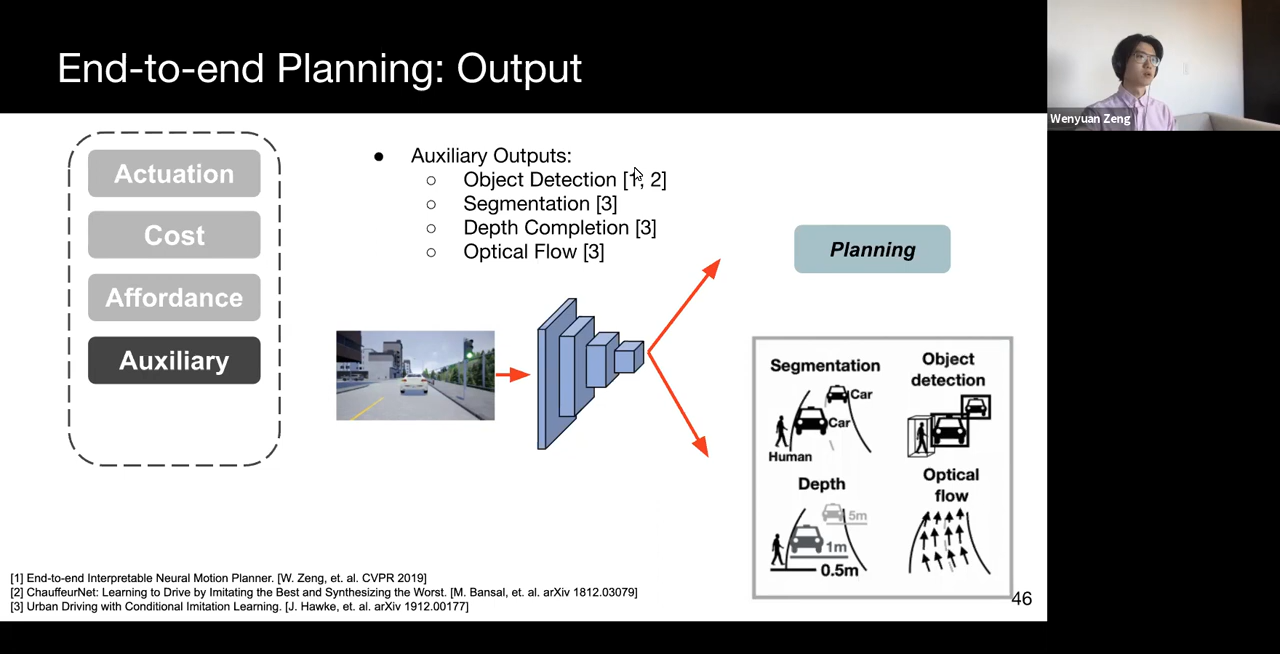 End-to-end Planning: Output
Wenyuan Zeng
Actuation
Cost
Affordance
Auxiliary
● Auxiliary Outputs:
○ Object Detection [1, 2]
○ Segmentation [3]
○ Depth Completion [3]
○ Optical Flow [3]
Planning
Segmentation
Car
Car
Human
Object
detection
Depth
5m
1m
0.5m
Optical
flow
[1] End-to-end Interpretable Neural Motion Planner. [W. Zeng, et. al. CVPR 2019]
[2] ChauffeurNet: Learning to Drive by Imitating the Best and Synthesizing the Worst. [M. Bansal, et. al. arXiv 1812.03079]
[3] Urban Driving with Conditional Imitation Learning. [J. Hawke, et. al. arXiv 1912.00177]
46